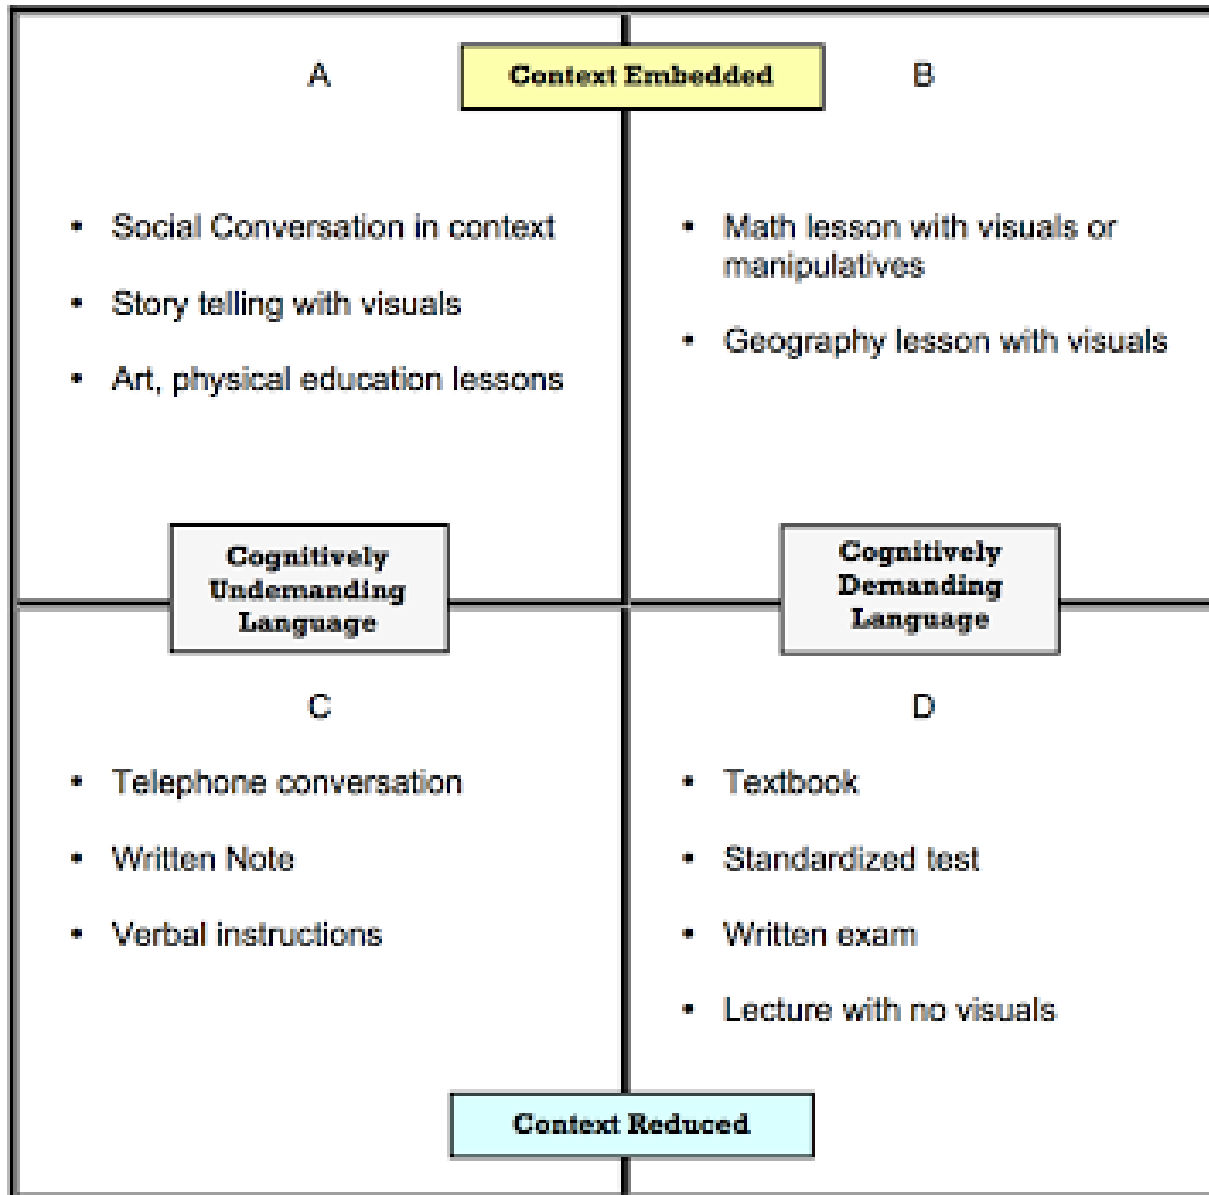 A
Context Embedded
B
• Social Conversation in context
• Story telling with visuals
• Art, physical education lessons
• Math lesson with visuals or
manipulatives
• Geography lesson with visuals
Cognitively
Undemanding
Language
Cognitively
Demanding
Language
C
• Telephone conversation
• Written Note
• Verbal instructions
D
• Textbook
• Standardized test
• Written exam
• Lecture with no visuals
Context Reduced